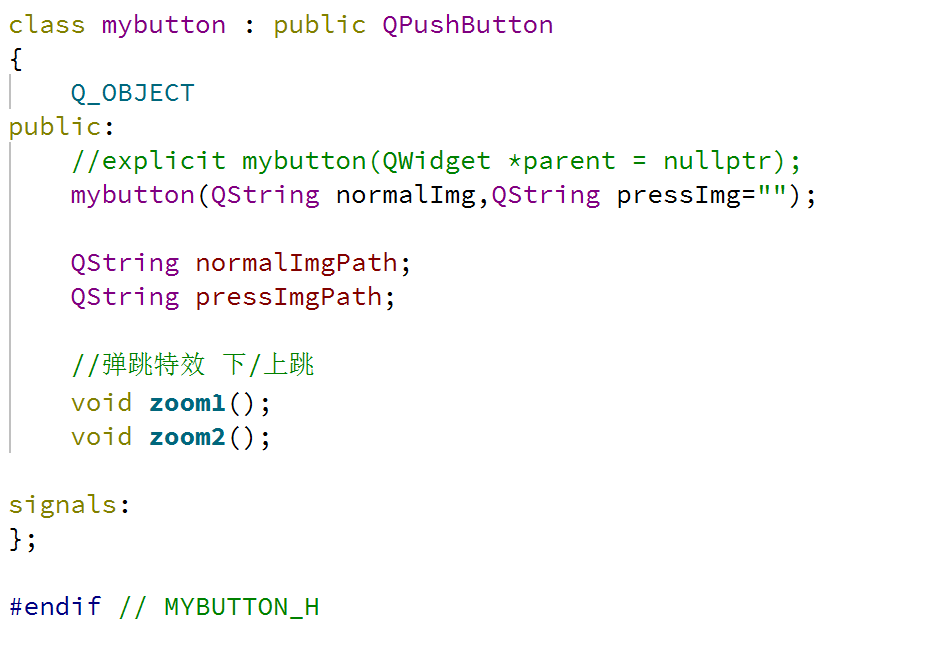 class mybutton : public QPushButton
{
    Q_OBJECT
public:
    //explicit mybutton(QWidget *parent = nullptr);
    mybutton(QString normalImg,QString pressImg="");

    QString normalImgPath;
    QString pressImgPath;

    //弹跳特效 下/上跳
    void zoom1();
    void zoom2();

signals:
};

#endif // MYBUTTON_H